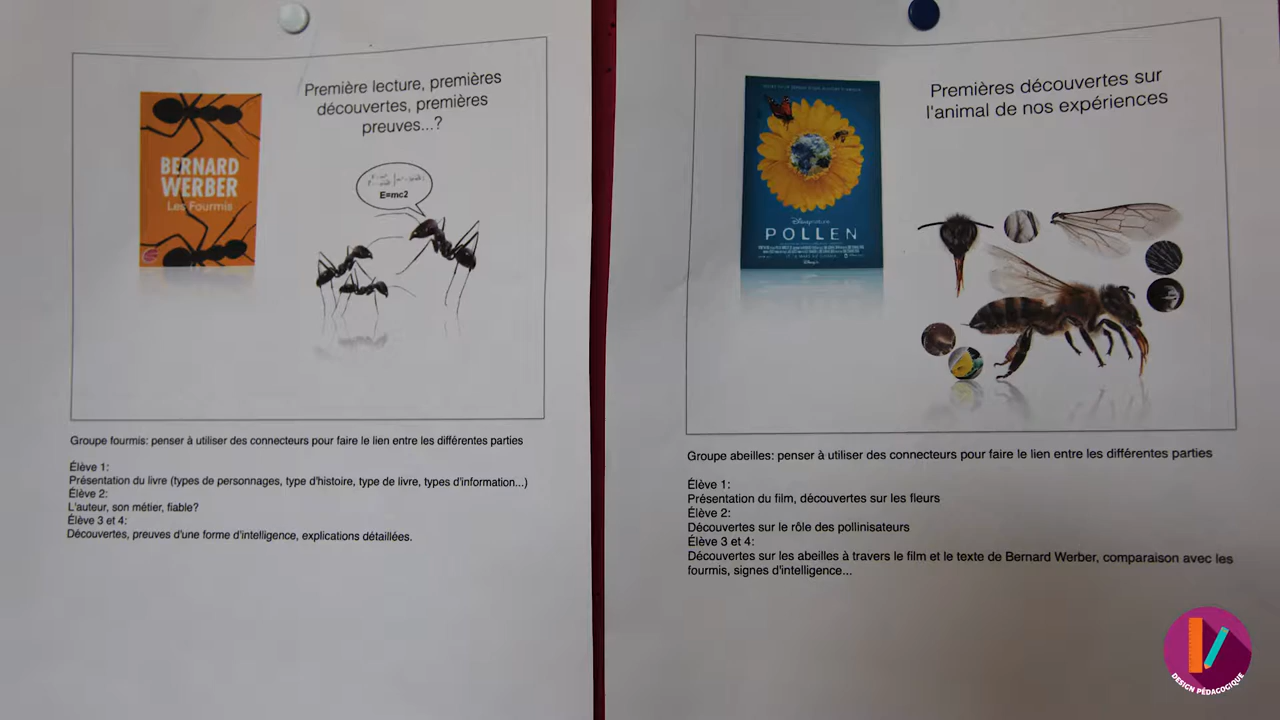 Première lecture, premières
découvertes, premières
preuves...?
BERNARD
WERBER
Les Fourmis
E=mc2
Groupe fourmis: penser à utiliser des connecteurs pour faire le lien entre les différentes parties
Élève 1:
Présentation du livre (types de personnages, type d'histoire, type de livre, types d'information...)
Élève 2:
L'auteur, son métier, fiable?
Élève 3 et 4:
Découvertes, preuves d'une forme d'intelligence, explications détaillées.
Premières découvertes sur
l'animal de nos expériences
Disneynature
POLLEN
Groupe abeilles: penser à utiliser des connecteurs pour faire le lien entre les différentes parties
Élève 1:
Présentation du film, découvertes sur les fleurs
Élève 2:
Découvertes sur le rôle des pollinisateurs
Élève 3 et 4:
Découvertes sur les abeilles à travers le film et le texte de Bernard Werber, comparaison avec les
fourmis, signes d'intelligence...
DESIGN PÉDAGOGIQUE